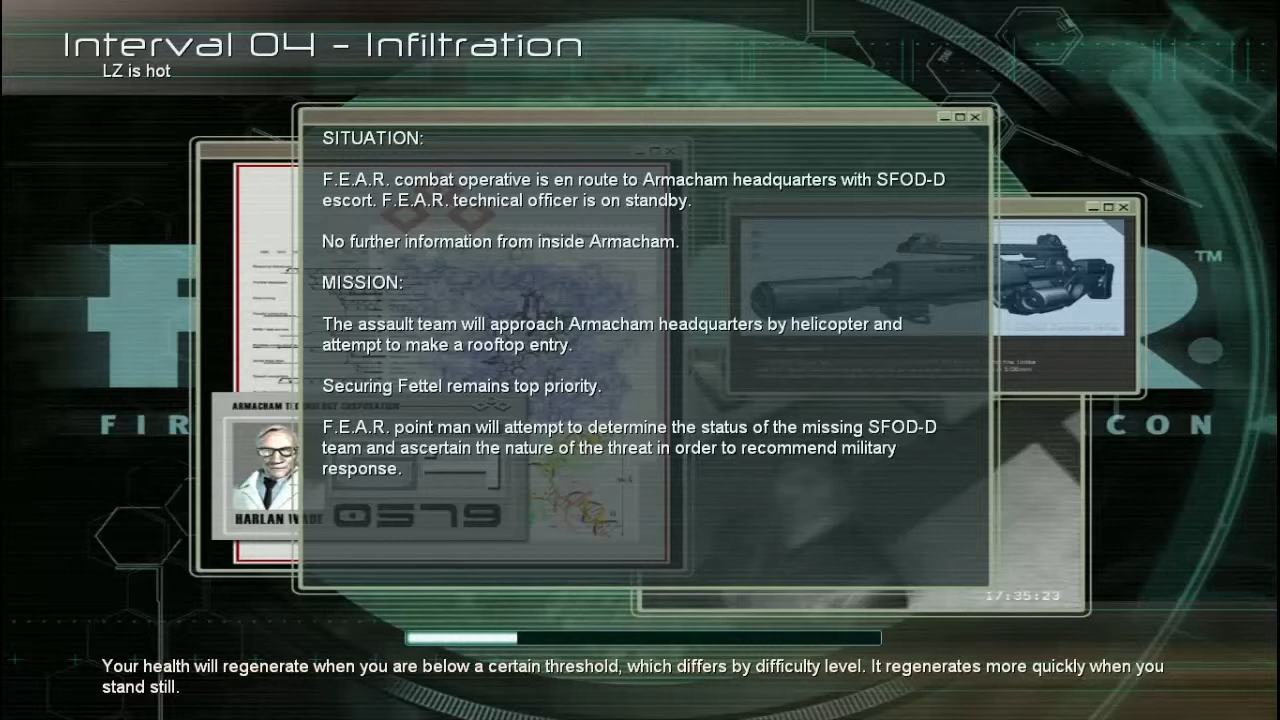 Interval 04 - Infiltration
LZ is hot
SITUATION:
F.E.A.R. combat operative is en route to Armacham headquarters with SFOD-D
escort. F.E.A.R. technical officer is on standby.
No further information from inside Armacham.
MISSION:
The assault team will approach Armacham headquarters by helicopter and
attempt to make a rooftop entry.
Securing Fettel remains top priority.
F.E.A.R. point man will attempt to determine the status of the missing SFOD-D
team and ascertain the nature of the threat in order to recommend military
response.
TM
FIR
CON
ARMACHAM TECHNOLOGY CORPORATION
HARLAN WADE
0579
17:35:23
Your health will regenerate when you are below a certain threshold, which differs by difficulty level. It regenerates more quickly when you
stand still.